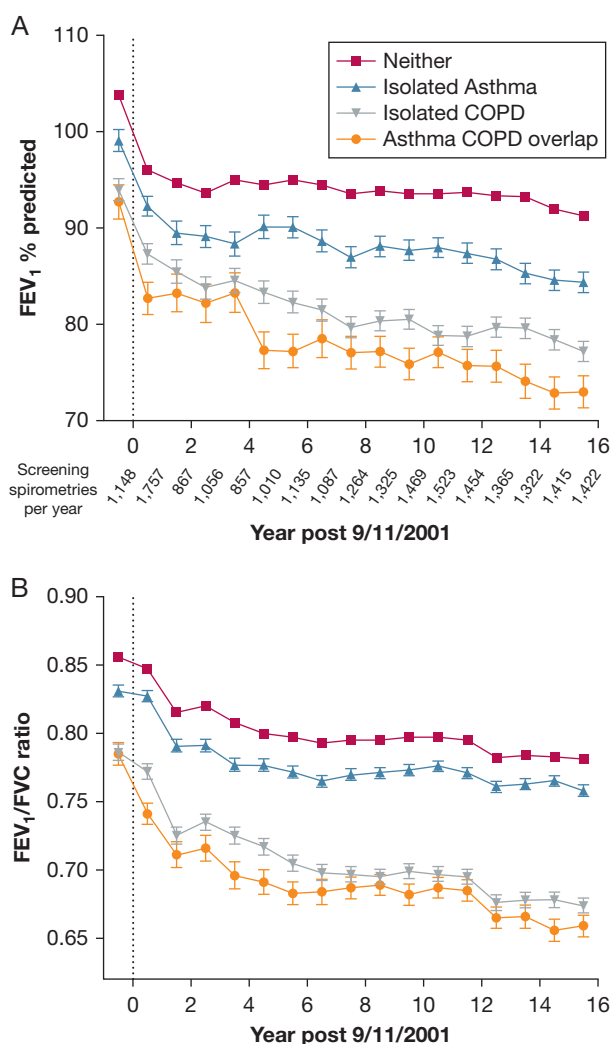 A
110
100
90
80
70
FEV1 % predicted
Neither
Isolated Asthma
Isolated COPD
Asthma COPD overlap
0 2 4 6 8 10 12 14 16
Screening
spirometries
per year
1,148 1,757 867 1,056 857 1,010 1,135 1,087 1,264 1,325 1,469 1,523 1,454 1,365 1,322 1,415 1,422
Year post 9/11/2001
B
0.90
0.85
0.80
0.75
0.70
0.65
FEV1/FVC ratio
0 2 4 6 8 10 12 14 16
Year post 9/11/2001